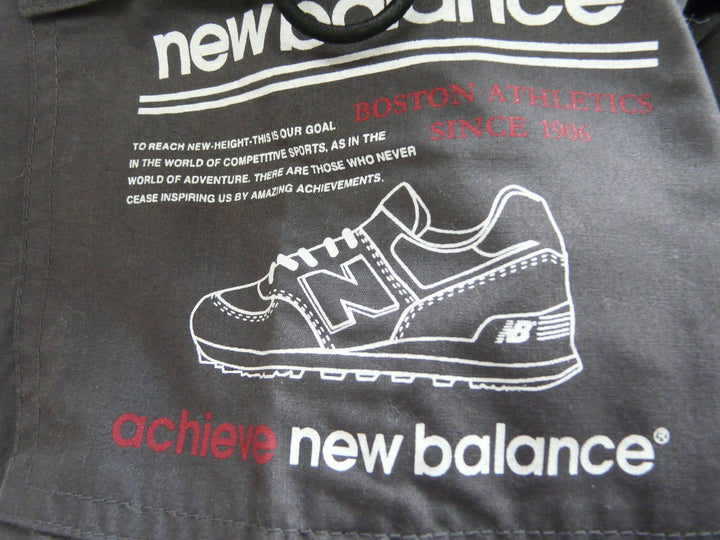 new balance
BOSTON ATHLETICS
SINCE 1906
TO REACH NEW-HEIGHT-THIS IS OUR GOAL
IN THE WORLD OF COMPETITIVE SPORTS, AS IN THE
WORLD OF ADVENTURE. THERE ARE THOSE WHO NEVER
CEASE INSPIRING US BY AMAZING ACHIEVEMENTS.
N
NB
achieve new balance®